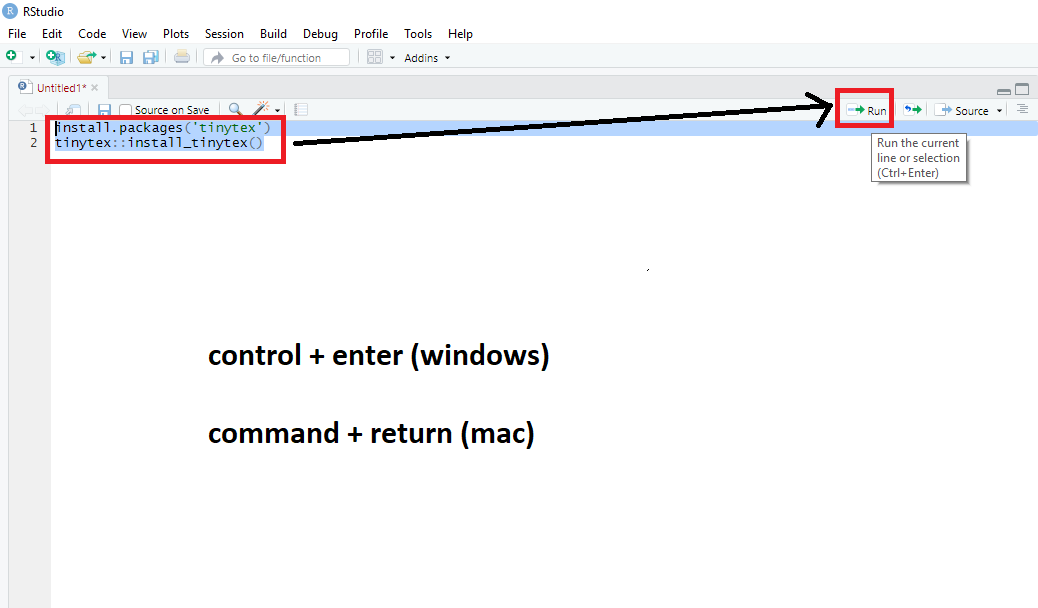 RStudio
File Edit Code View Plots Session Build Debug Profile Tools Help
Go to file/function Addins
Untitled1*
Source on Save Run Source
1 install.packages('tinytex')
2 tinytex::install_tinytex()
Run the current
line or selection
(Ctrl+Enter)
control + enter (windows)
command + return (mac)